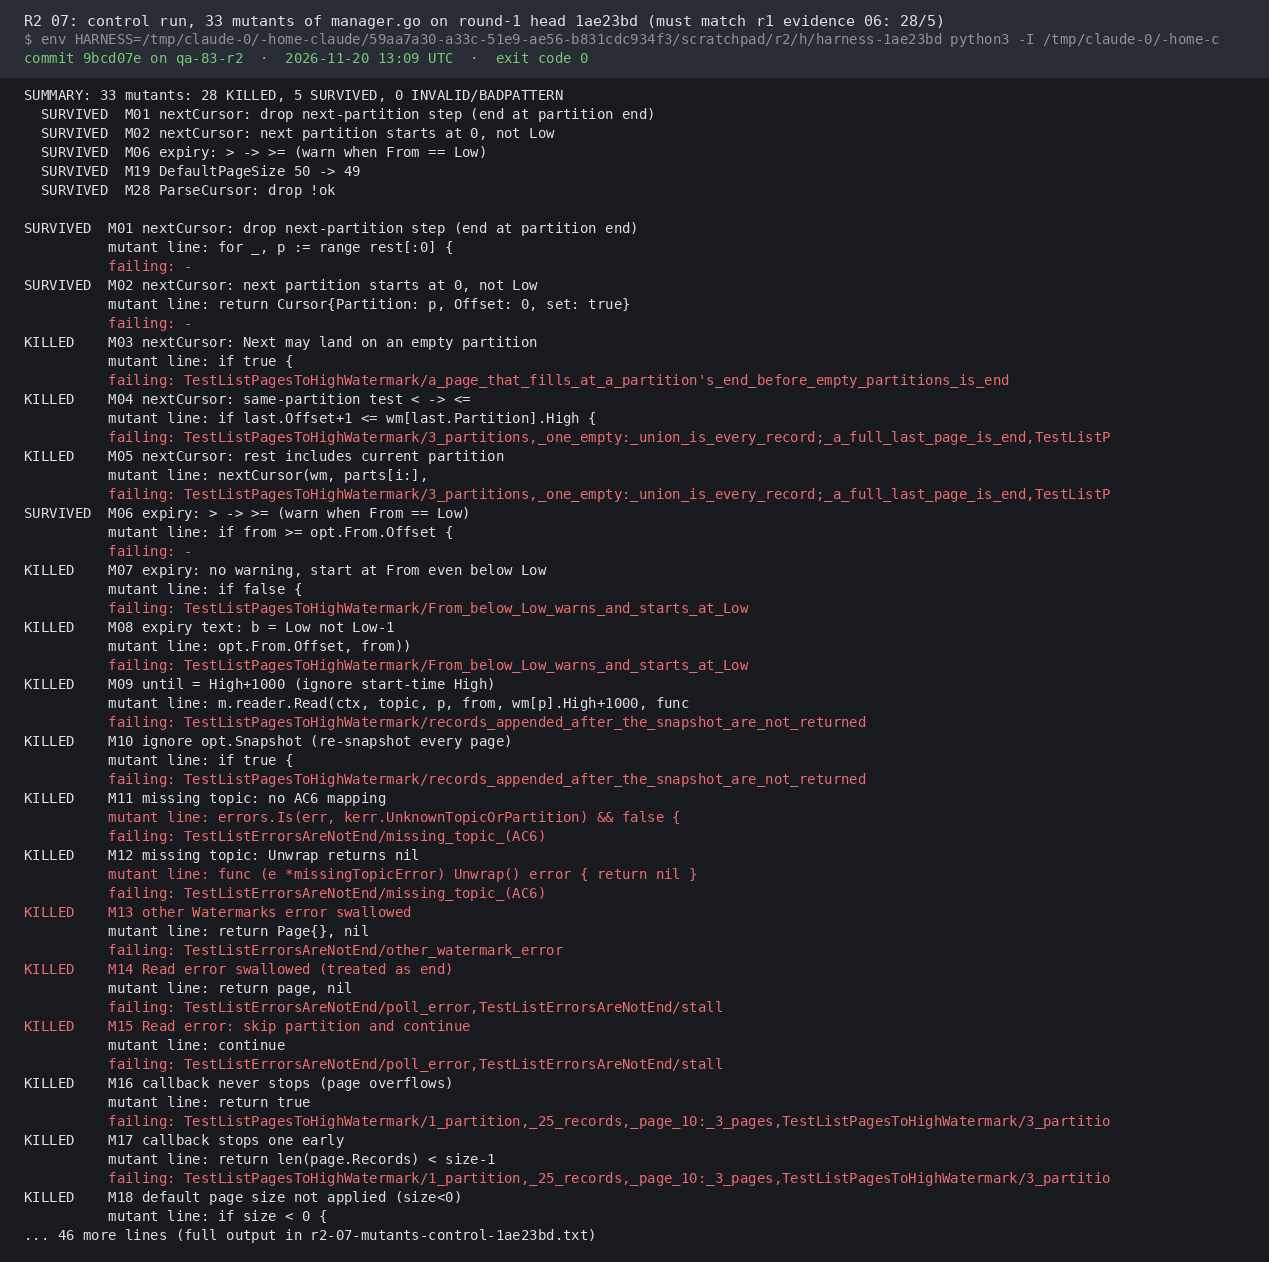 R2 07: control run, 33 mutants of manager.go on round-1 head 1ae23bd (must match r1 evidence 06: 28/5)
$ env HARNESS=/tmp/claude-0/-home-claude/59aa7a30-a33c-51e9-ae56-b831cdc934f3/scratchpad/r2/h/harness-1ae23bd python3 -I /tmp/claude-0/-home-c
commit 9bcd07e on qa-83-r2  ·  2026-11-20 13:09 UTC  ·  exit code 0
SUMMARY: 33 mutants: 28 KILLED, 5 SURVIVED, 0 INVALID/BADPATTERN
  SURVIVED  M01 nextCursor: drop next-partition step (end at partition end)
  SURVIVED  M02 nextCursor: next partition starts at 0, not Low
  SURVIVED  M06 expiry: > -> >= (warn when From == Low)
  SURVIVED  M19 DefaultPageSize 50 -> 49
  SURVIVED  M28 ParseCursor: drop !ok

SURVIVED  M01 nextCursor: drop next-partition step (end at partition end)
          mutant line: for _, p := range rest[:0] {
          failing: -
SURVIVED  M02 nextCursor: next partition starts at 0, not Low
          mutant line: return Cursor{Partition: p, Offset: 0, set: true}
          failing: -
KILLED    M03 nextCursor: Next may land on an empty partition
          mutant line: if true {
          failing: TestListPagesToHighWatermark/a_page_that_fills_at_a_partition's_end_before_empty_partitions_is_end
KILLED    M04 nextCursor: same-partition test < -> <=
          mutant line: if last.Offset+1 <= wm[last.Partition].High {
          failing: TestListPagesToHighWatermark/3_partitions,_one_empty:_union_is_every_record;_a_full_last_page_is_end,TestListP
KILLED    M05 nextCursor: rest includes current partition
          mutant line: nextCursor(wm, parts[i:],
          failing: TestListPagesToHighWatermark/3_partitions,_one_empty:_union_is_every_record;_a_full_last_page_is_end,TestListP
SURVIVED  M06 expiry: > -> >= (warn when From == Low)
          mutant line: if from >= opt.From.Offset {
          failing: -
KILLED    M07 expiry: no warning, start at From even below Low
          mutant line: if false {
          failing: TestListPagesToHighWatermark/From_below_Low_warns_and_starts_at_Low
KILLED    M08 expiry text: b = Low not Low-1
          mutant line: opt.From.Offset, from))
          failing: TestListPagesToHighWatermark/From_below_Low_warns_and_starts_at_Low
KILLED    M09 until = High+1000 (ignore start-time High)
          mutant line: m.reader.Read(ctx, topic, p, from, wm[p].High+1000, func
          failing: TestListPagesToHighWatermark/records_appended_after_the_snapshot_are_not_returned
KILLED    M10 ignore opt.Snapshot (re-snapshot every page)
          mutant line: if true {
          failing: TestListPagesToHighWatermark/records_appended_after_the_snapshot_are_not_returned
KILLED    M11 missing topic: no AC6 mapping
          mutant line: errors.Is(err, kerr.UnknownTopicOrPartition) && false {
          failing: TestListErrorsAreNotEnd/missing_topic_(AC6)
KILLED    M12 missing topic: Unwrap returns nil
          mutant line: func (e *missingTopicError) Unwrap() error { return nil }
          failing: TestListErrorsAreNotEnd/missing_topic_(AC6)
KILLED    M13 other Watermarks error swallowed
          mutant line: return Page{}, nil
          failing: TestListErrorsAreNotEnd/other_watermark_error
KILLED    M14 Read error swallowed (treated as end)
          mutant line: return page, nil
          failing: TestListErrorsAreNotEnd/poll_error,TestListErrorsAreNotEnd/stall
KILLED    M15 Read error: skip partition and continue
          mutant line: continue
          failing: TestListErrorsAreNotEnd/poll_error,TestListErrorsAreNotEnd/stall
KILLED    M16 callback never stops (page overflows)
          mutant line: return true
          failing: TestListPagesToHighWatermark/1_partition,_25_records,_page_10:_3_pages,TestListPagesToHighWatermark/3_partitio
KILLED    M17 callback stops one early
          mutant line: return len(page.Records) < size-1
          failing: TestListPagesToHighWatermark/1_partition,_25_records,_page_10:_3_pages,TestListPagesToHighWatermark/3_partitio
KILLED    M18 default page size not applied (size<0)
          mutant line: if size < 0 {
... 46 more lines (full output in r2-07-mutants-control-1ae23bd.txt)